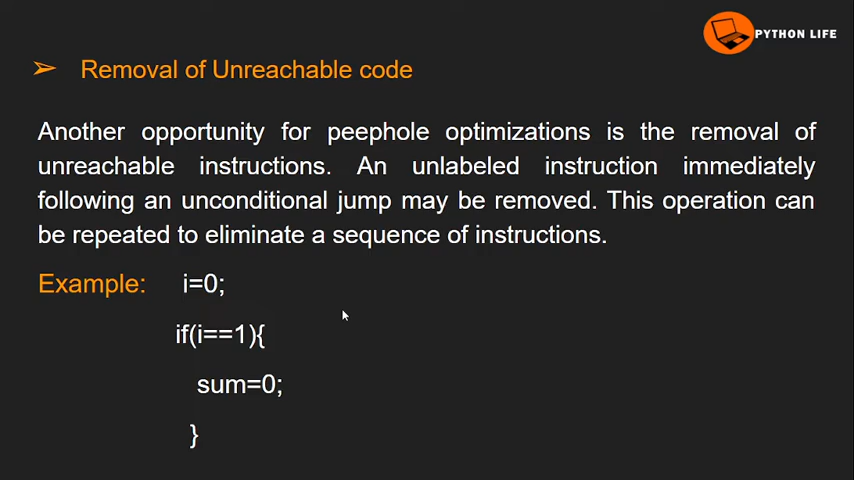 PYTHON LIFE
➢ Removal of Unreachable code
Another opportunity for peephole optimizations is the removal of
unreachable instructions. An unlabeled instruction immediately
following an unconditional jump may be removed. This operation can
be repeated to eliminate a sequence of instructions.
Example: i=0;
if(i==1){
sum=0;
}